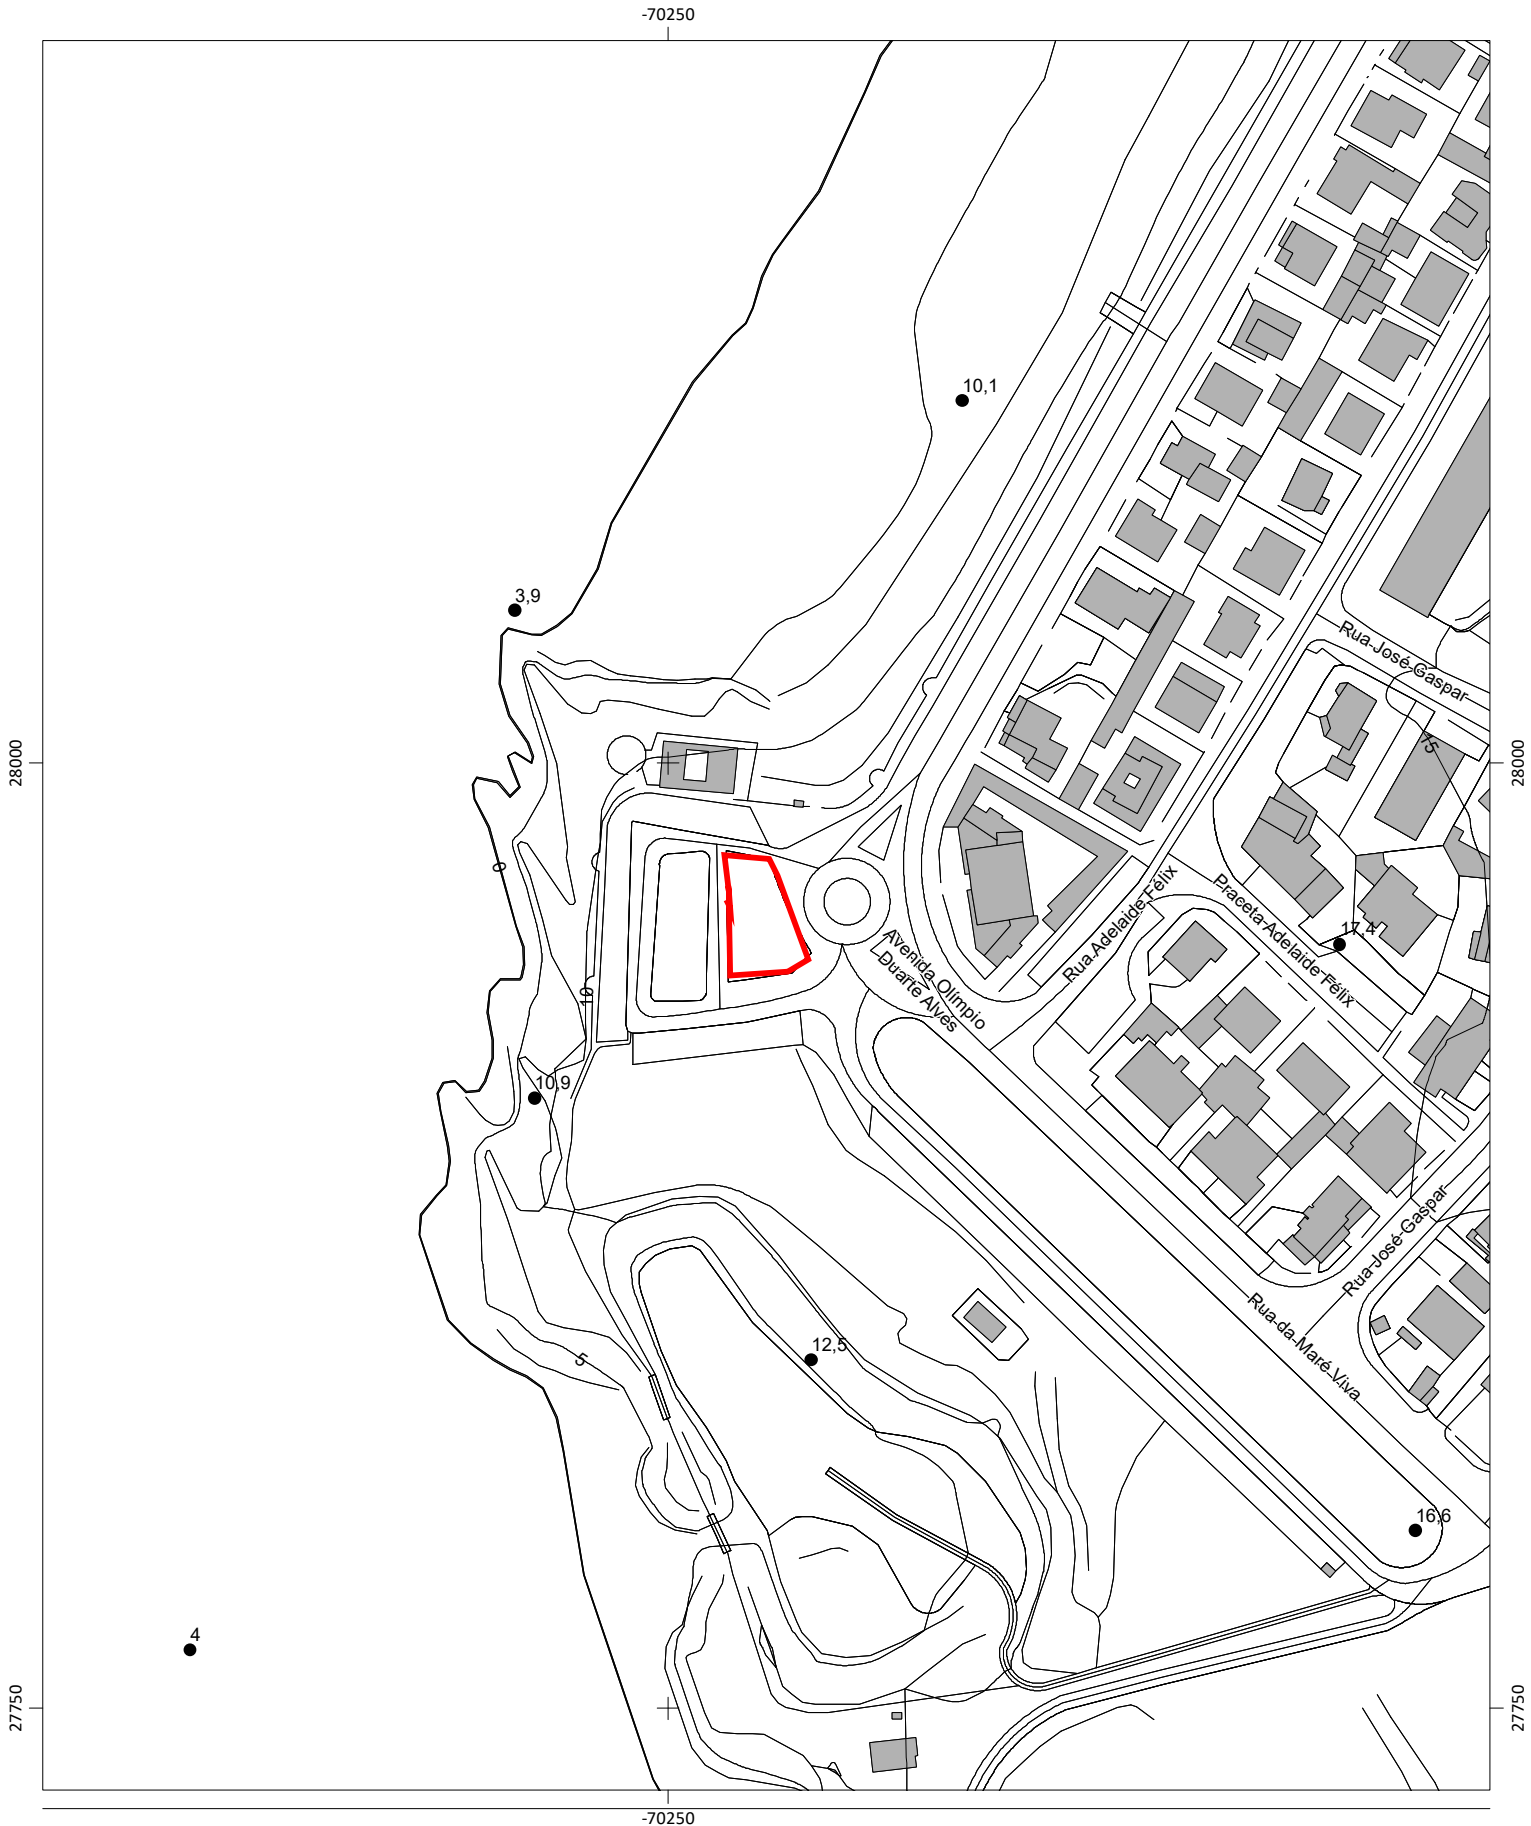 -70250
10,1
3,9
Rua José Gaspar
15
28000
28000
0
Praceta Adelaide Félix
Rua Adelaide Félix
17,4
Avenida Olímpio
Duarte Alves
10
10,9
Rua José Gaspar
Rua da Maré Viva
12,5
5
16,6
4
27750
27750
-70250